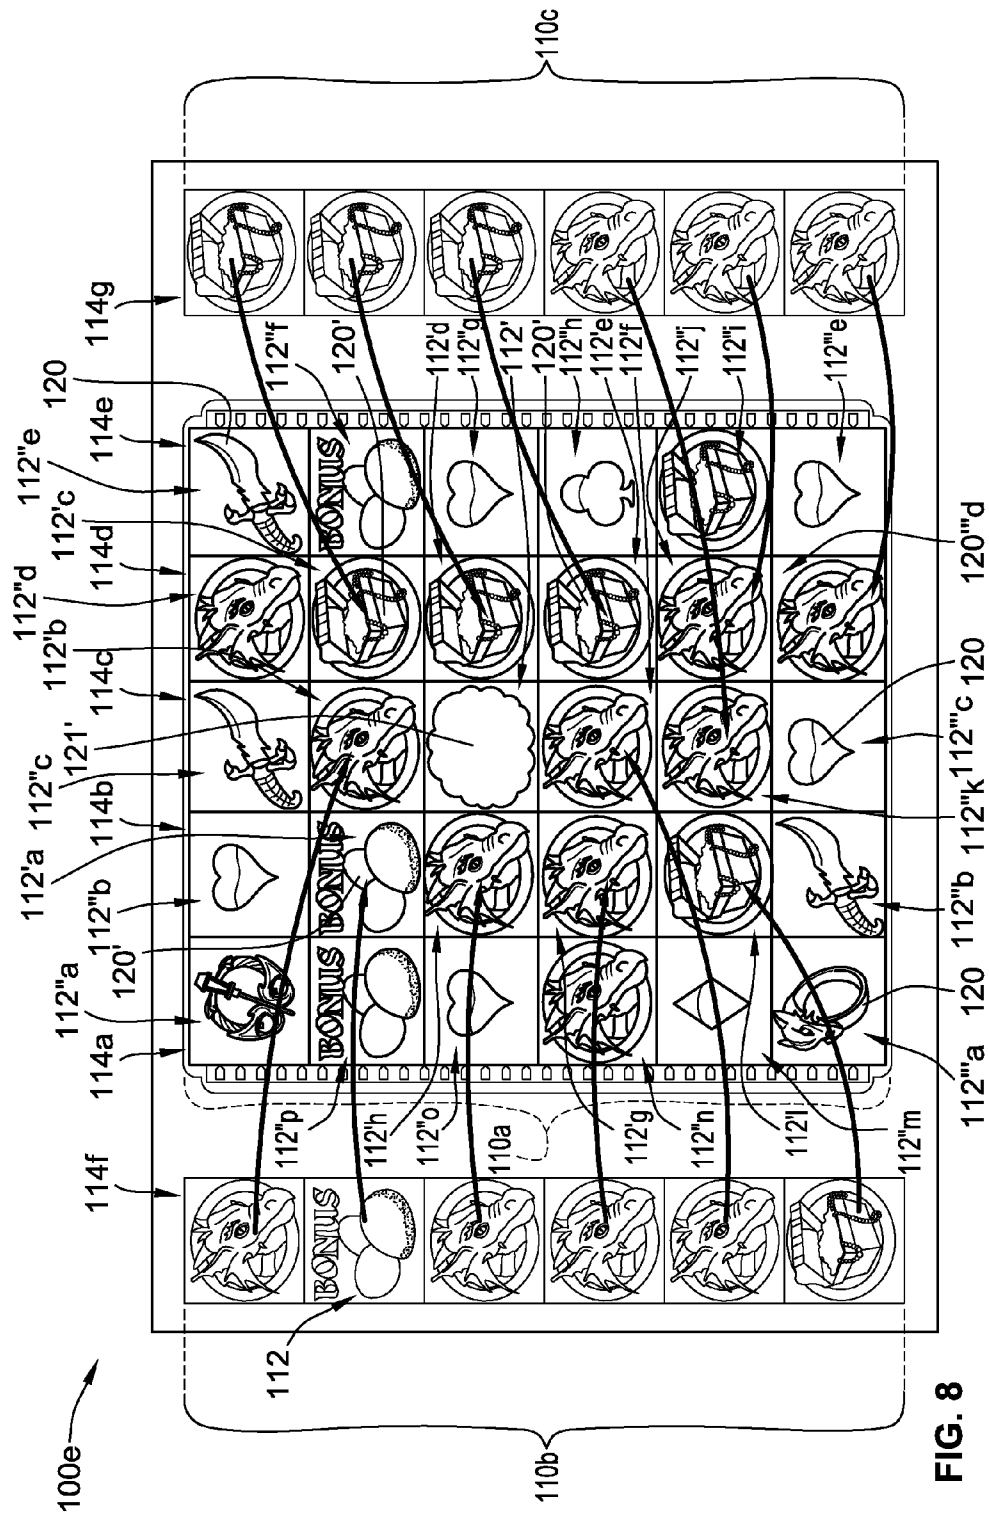 100e
112"d
112'a
112"c
112"e
112"a
112"b
112'c
120
114f
114a
112"b
114b
121'
114c
114d
114e
114g
120'
112
112"f
BONUS
BONUS
BONUS
BONUS
112"p
120'
112'h
112'd
112"o
112"g
110a
112'
120'
110b
110c
112"h
112'e
112'g
112'f
112"n
112"j
112'l
112"i
112"m
112"'e
112"'a
120
112"b
112"k
112"'c
120
120"'d
FIG. 8